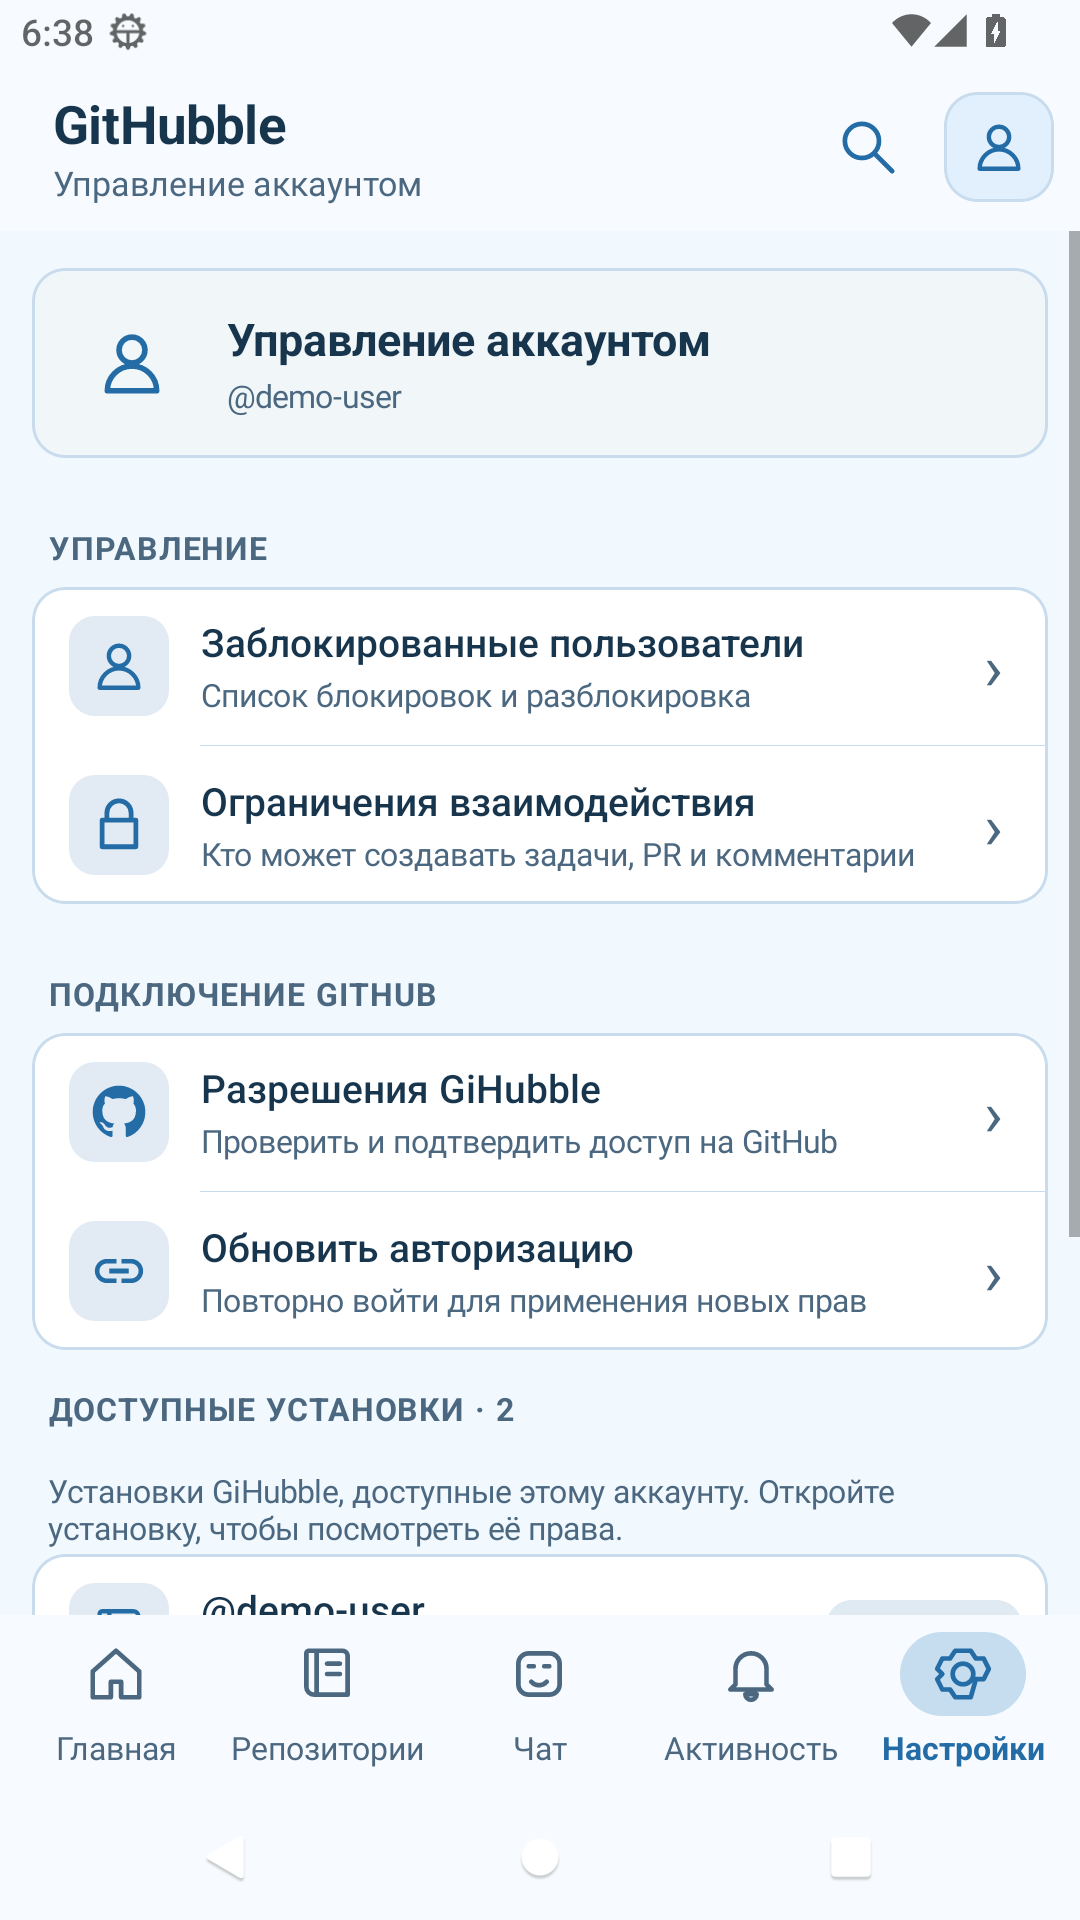 6:38
GitHubble
Управление аккаунтом
Управление аккаунтом
@demo-user
УПРАВЛЕНИЕ
Заблокированные пользователи
Список блокировок и разблокировка
Ограничения взаимодействия
Кто может создавать задачи, PR и комментарии
ПОДКЛЮЧЕНИЕ GITHUB
Разрешения GiHubble
Проверить и подтвердить доступ на GitHub
Обновить авторизацию
Повторно войти для применения новых прав
ДОСТУПНЫЕ УСТАНОВКИ · 2
Установки GiHubble, доступные этому аккаунту. Откройте
установку, чтобы посмотреть её права.
@demo-user
Главная
Репозитории
Чат
Активность
Настройки